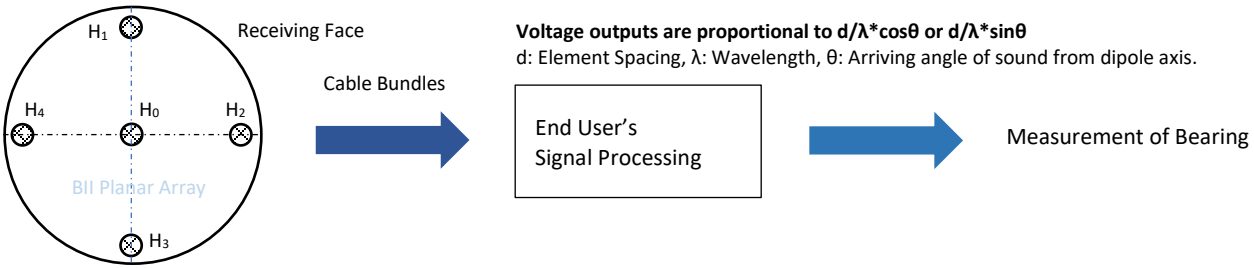 H₁
Receiving Face
Voltage outputs are proportional to d/λ*cosθ or d/λ*sinθ
d: Element Spacing, λ: Wavelength, θ: Arriving angle of sound from dipole axis.
Cable Bundles
H₄
H₀
H₂
End User's
Signal Processing
Measurement of Bearing
BII Planar Array
H₃